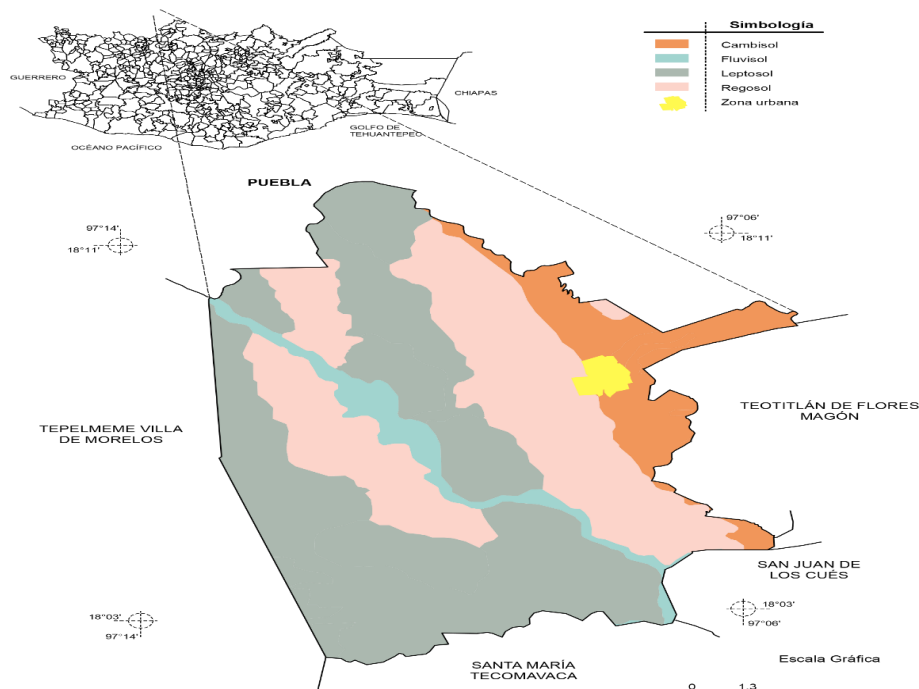 Simbología
Cambisol
Fluvisol
Leptosol
Regosol
Zona urbana
GUERRERO
CHIAPAS
GOLFO DE
TEHUANTEPEC
OCÉANO PACÍFICO
PUEBLA
97°14'
18°11'
97°06'
18°11'
TEPELMEME VILLA
DE MORELOS
TEOTITLÁN DE FLORES
MAGÓN
SAN JUAN DE
LOS CUÉS
18°03'
97°14'
18°03'
97°06'
SANTA MARÍA
TECOMAVACA
Escala Gráfica
0 1.3